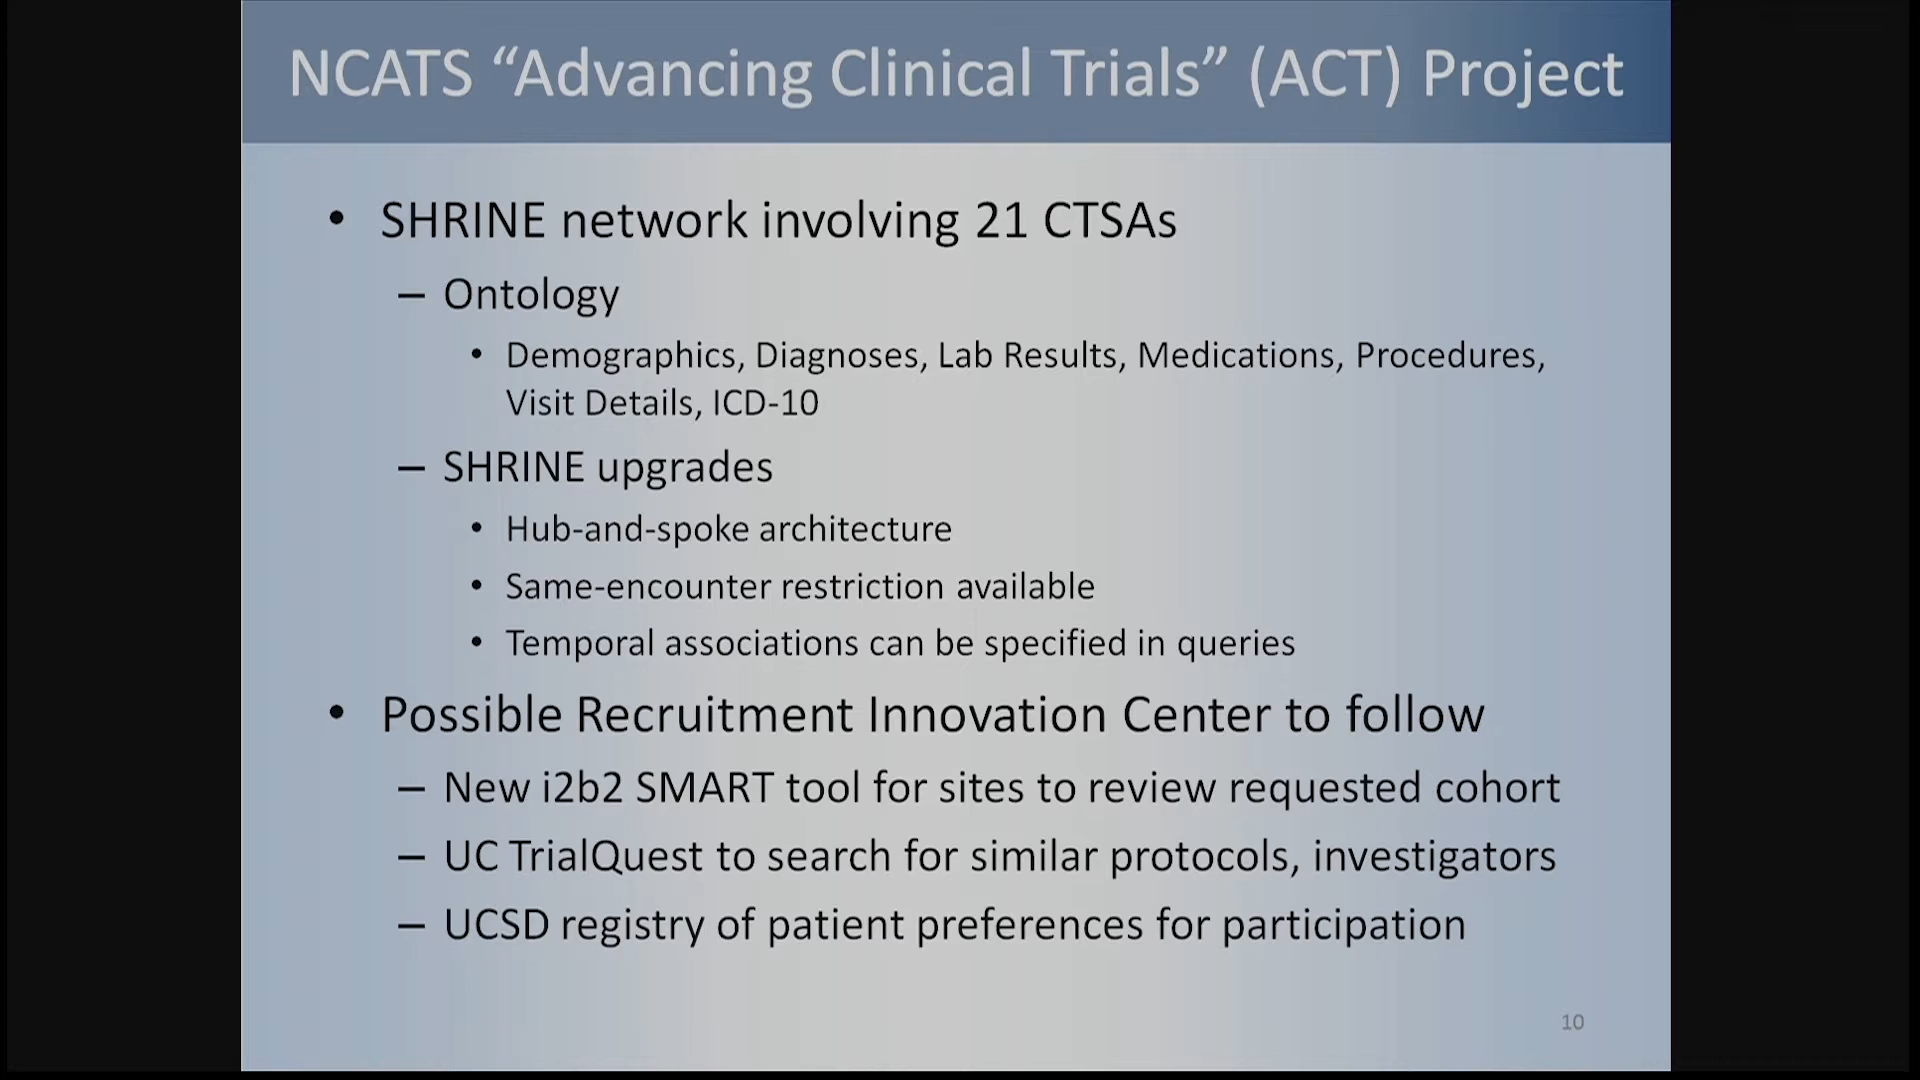 NCATS “Advancing Clinical Trials” (ACT) Project
• SHRINE network involving 21 CTSAs
– Ontology
• Demographics, Diagnoses, Lab Results, Medications, Procedures,
Visit Details, ICD-10
– SHRINE upgrades
• Hub-and-spoke architecture
• Same-encounter restriction available
• Temporal associations can be specified in queries
• Possible Recruitment Innovation Center to follow
– New i2b2 SMART tool for sites to review requested cohort
– UC TrialQuest to search for similar protocols, investigators
– UCSD registry of patient preferences for participation
10